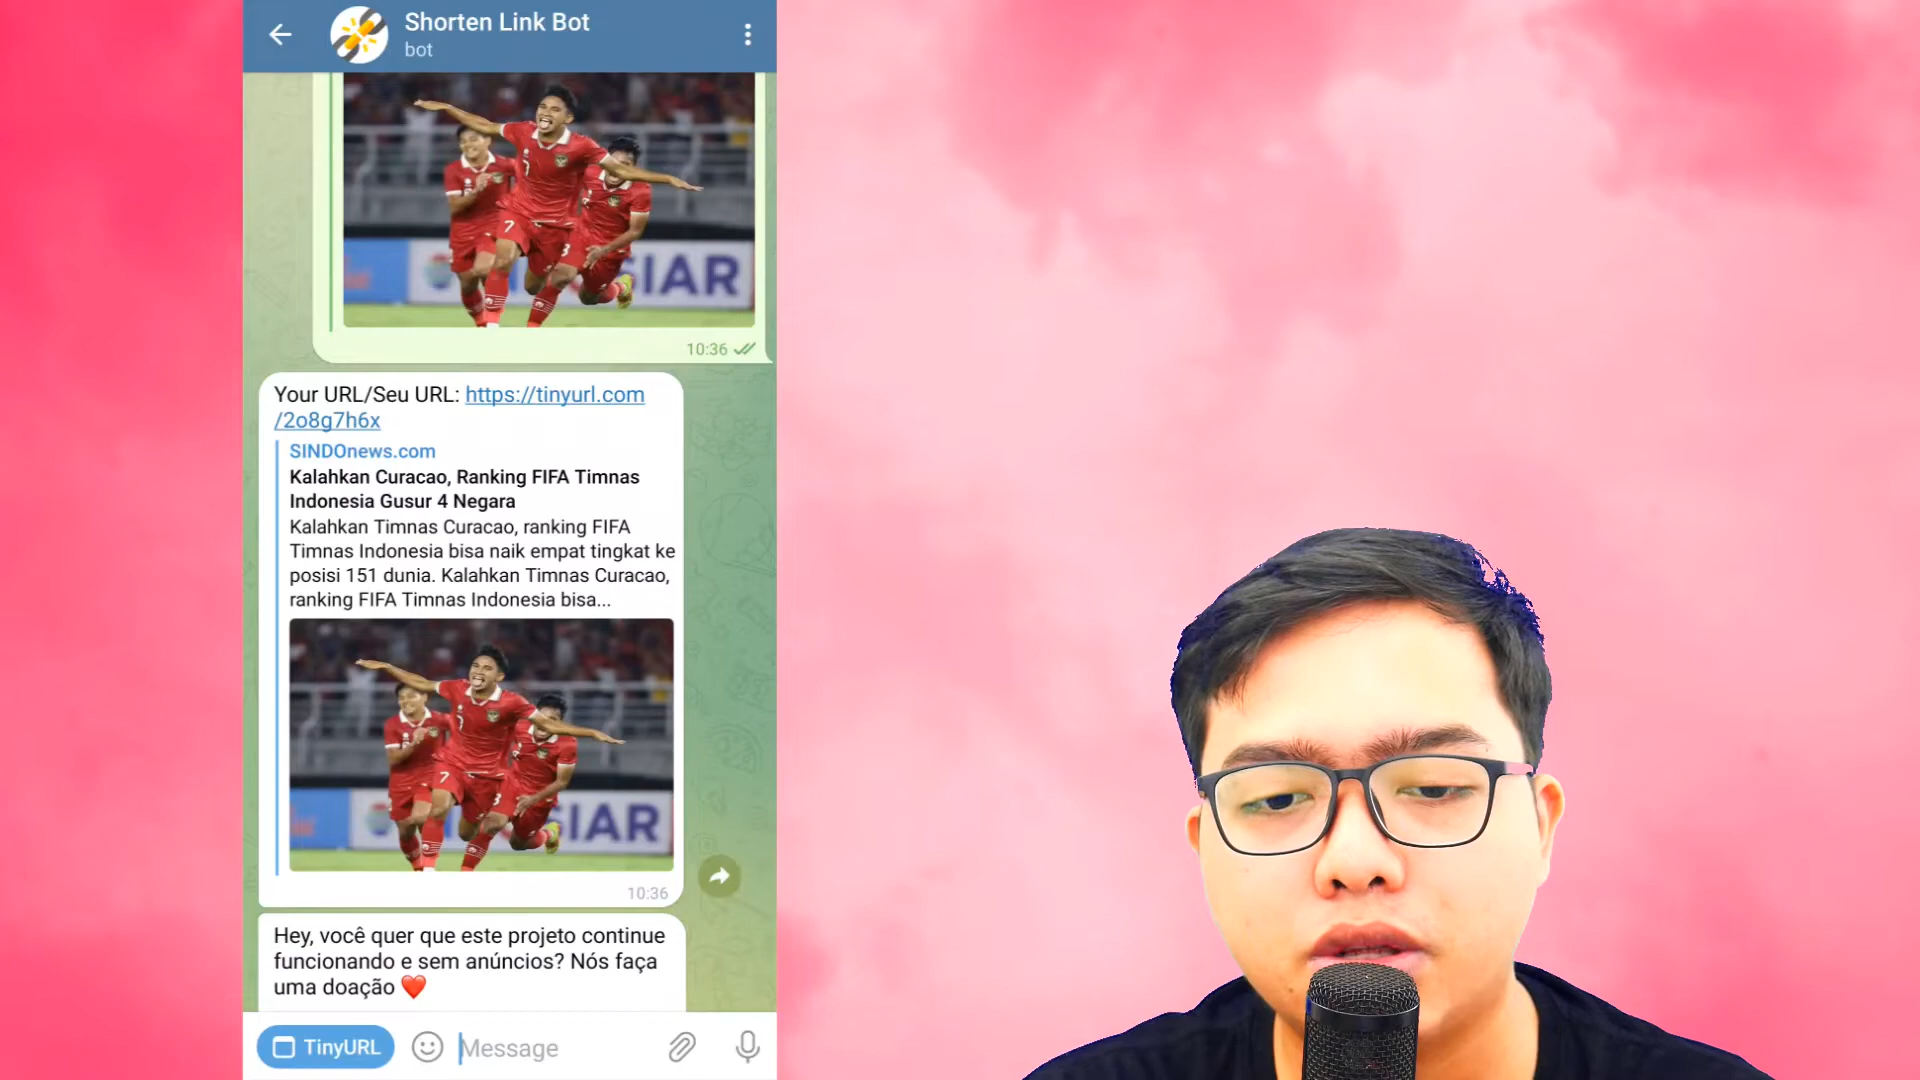 Shorten Link Bot
bot
SIAR
10:36
Your URL/Seu URL: https://tinyurl.com
/2o8g7h6x
SINDOnews.com
Kalahkan Curacao, Ranking FIFA Timnas
Indonesia Gusur 4 Negara
Kalahkan Timnas Curacao, ranking FIFA
Timnas Indonesia bisa naik empat tingkat ke
posisi 151 dunia. Kalahkan Timnas Curacao,
ranking FIFA Timnas Indonesia bisa...
7
SIAR
10:36
Hey, você quer que este projeto continue
funcionando e sem anúncios? Nós faça
uma doação ❤️
TinyURL
Message